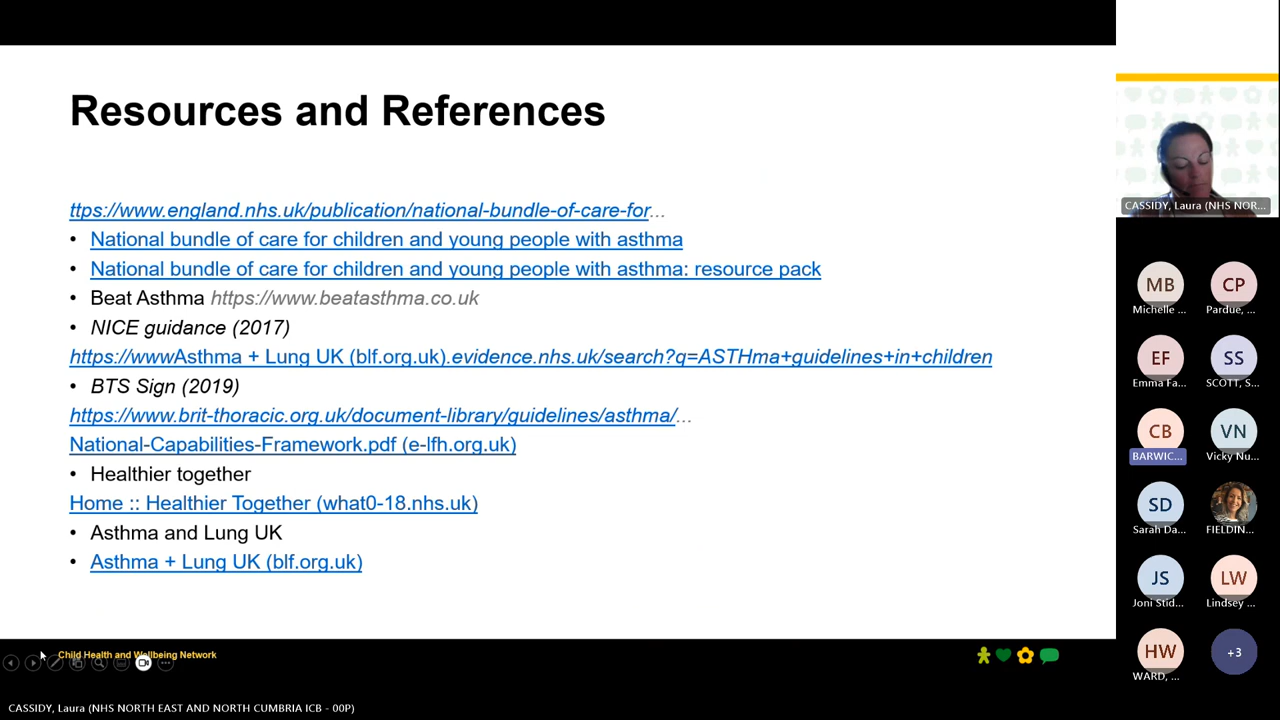 Resources and References
ttps://www.england.nhs.uk/publication/national-bundle-of-care-for...
• National bundle of care for children and young people with asthma
• National bundle of care for children and young people with asthma: resource pack
• Beat Asthma https://www.beatasthma.co.uk
• NICE guidance (2017)
https://wwwAsthma + Lung UK (blf.org.uk).evidence.nhs.uk/search?q=ASTHma+guidelines+in+children
• BTS Sign (2019)
https://www.brit-thoracic.org.uk/document-library/guidelines/asthma/...
National-Capabilities-Framework.pdf (e-lfh.org.uk)
• Healthier together
Home :: Healthier Together (what0-18.nhs.uk)
• Asthma and Lung UK
• Asthma + Lung UK (blf.org.uk)
Child Health and Wellbeing Network
CASSIDY, Laura (NHS NORTH EAST AND NORTH CUMBRIA ICB - 00P)
CASSIDY, Laura (NHS NOR...
MB
Michelle ...
CP
Pardue, ...
EF
Emma Fa...
SS
SCOTT, S...
CB
BARWIC...
VN
Vicky Nu...
SD
Sarah Da...
FIELDIN...
JS
Joni Stid...
LW
Lindsey ...
HW
WARD, ...
+3